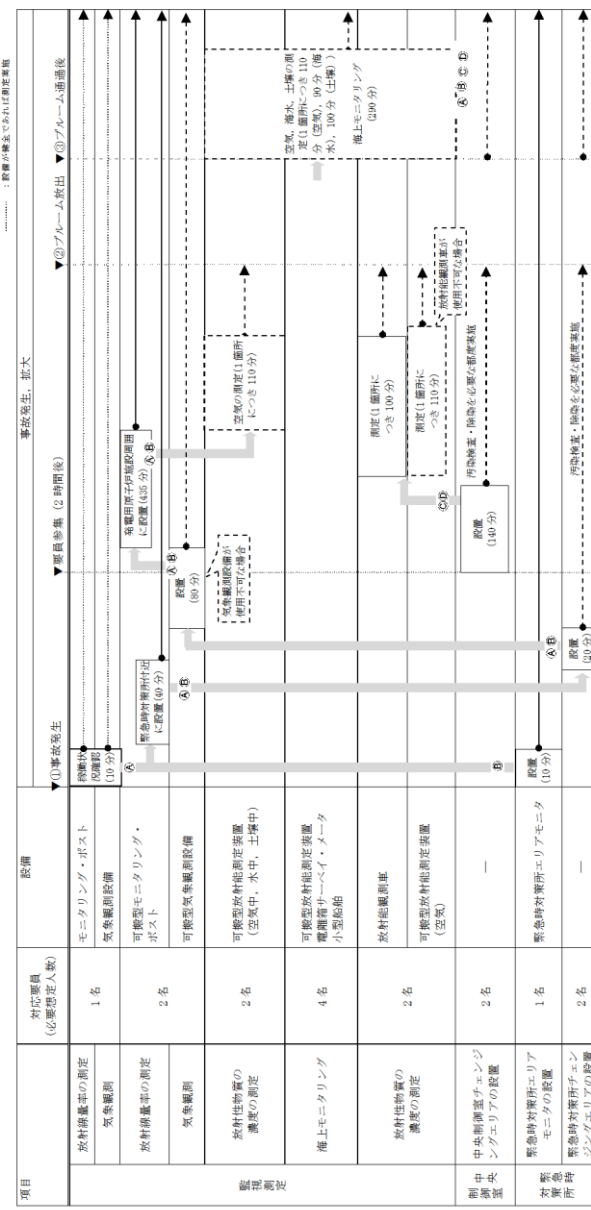 ………… ：設備が健全であれば測定実施
項目
対応要員
(必要想定人数)
設備
事故発生，拡大
▼①事故発生
▼要員参集（2時間後）
▼②プルーム放出
▼③プルーム通過後
監視測定
放射線量率の測定
気象観測
1名
モニタリング・ポスト
気象観測設備
稼働状
況確認
(10分)
Ⓐ
放射線量率の測定
気象観測
2名
可搬型モニタリング・
ポスト
緊急時対策所付近
に設置(40分)
発電用原子炉施設周囲
に設置(435分)
ⒶⒷ
可搬型気象観測設備
ⒶⒷ
設置
(80分)
ⒶⒷ
気象観測設備が
使用不可な場合
放射性物質の
濃度の測定
2名
可搬型放射能測定装置
(空気中，水中，土壌中)
空気の測定(1箇所
につき110分)
空気，海水，土壌の測
定(1箇所につき110
分（空気），90分（海
水），100分（土壌））
海上モニタリング
4名
可搬型放射能測定装置
電離箱サーベイ・メータ
小型船舶
海上モニタリング
(290分)
放射性物質の
濃度の測定
2名
放射能観測車
測定(1箇所に
つき100分)
可搬型放射能測定装置
(空気)
測定(1箇所に
つき110分)
放射能観測車が
使用不可な場合
ⒸⒹ
ⒶⒷⒸⒹ
中央
制御室
中央制御室チェンジ
ングエリアの設置
2名
―
設置
(140分)
汚染検査・除染を必要な都度実施
緊急時
対策所
緊急時対策所エリア
モニタの設置
1名
緊急時対策所エリアモニタ
Ⓑ
設置
(10分)
ⒶⒷ
緊急時対策所チェン
ジングエリアの設置
2名
―
設置
(20分)
汚染検査・除染を必要な都度実施